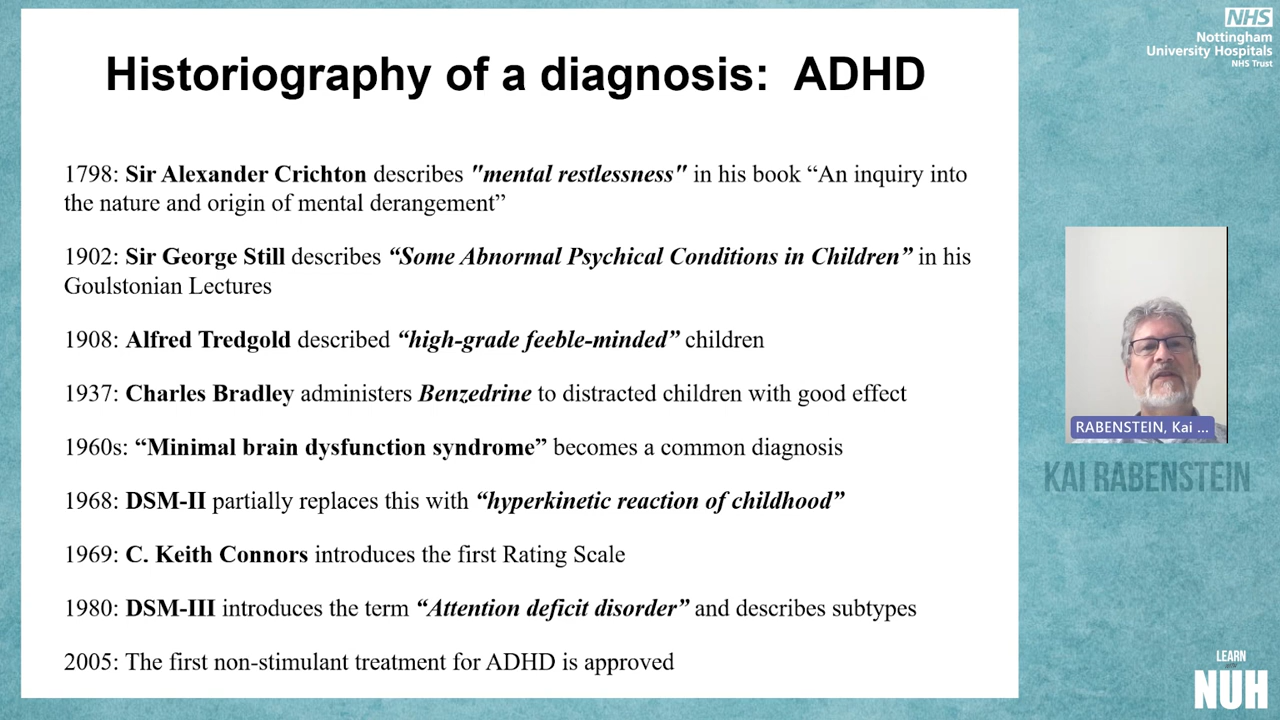 Historiography of a diagnosis: ADHD
1798: Sir Alexander Crichton describes "mental restlessness" in his book “An inquiry into
the nature and origin of mental derangement”
1902: Sir George Still describes “Some Abnormal Psychical Conditions in Children” in his
Goulstonian Lectures
1908: Alfred Tredgold described “high-grade feeble-minded” children
1937: Charles Bradley administers Benzedrine to distracted children with good effect
1960s: “Minimal brain dysfunction syndrome” becomes a common diagnosis
1968: DSM-II partially replaces this with “hyperkinetic reaction of childhood”
1969: C. Keith Connors introduces the first Rating Scale
1980: DSM-III introduces the term “Attention deficit disorder” and describes subtypes
2005: The first non-stimulant treatment for ADHD is approved
NHS
Nottingham
University Hospitals
NHS Trust
RABENSTEIN, Kai ...
KAI RABENSTEIN
LEARN
NUH